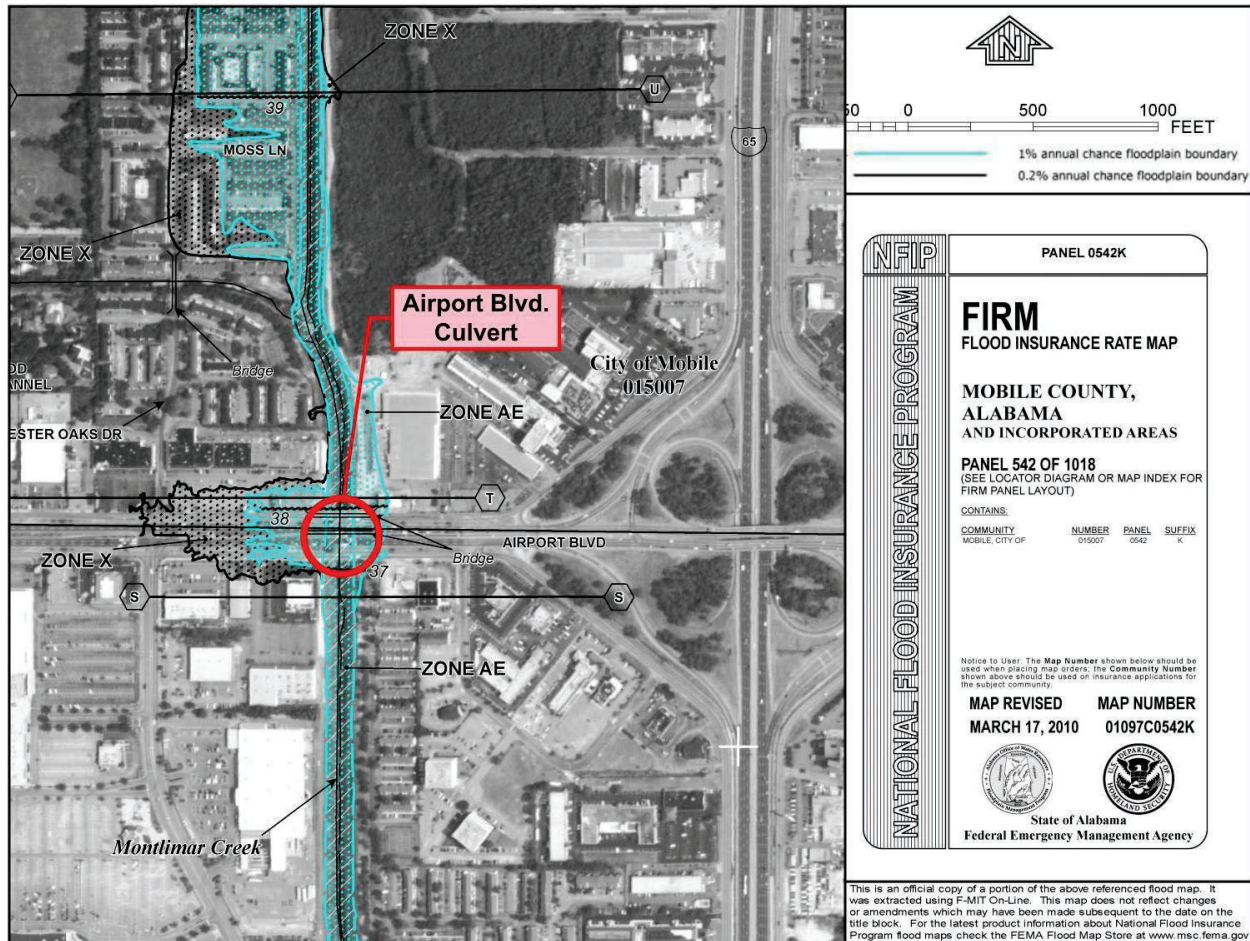 ZONE X
U
39
MOSS LN
65
ZONE X
Airport Blvd.
Culvert
City of Mobile
015007
Bridge
ZONE AE
ESTER OAKS DR
T
38
AIRPORT BLVD
Bridge
ZONE X
37
S
S
ZONE AE
Montlimar Creek
N
0
500
1000
FEET
1% annual chance floodplain boundary
0.2% annual chance floodplain boundary
NFIP
NATIONAL FLOOD INSURANCE PROGRAM
PANEL 0542K
FIRM
FLOOD INSURANCE RATE MAP
MOBILE COUNTY,
ALABAMA
AND INCORPORATED AREAS
PANEL 542 OF 1018
(SEE LOCATOR DIAGRAM OR MAP INDEX FOR
FIRM PANEL LAYOUT)
CONTAINS:
COMMUNITY NUMBER PANEL SUFFIX
MOBILE, CITY OF 015007 0542 K
Notice to User: The Map Number shown below should be
used when placing map orders; the Community Number
shown above should be used on insurance applications for
the subject community.
MAP REVISED MAP NUMBER
MARCH 17, 2010 01097C0542K
U.S. DEPARTMENT OF
HOMELAND SECURITY
State of Alabama
Federal Emergency Management Agency
This is an official copy of a portion of the above referenced flood map. It
was extracted using F-MIT On-Line. This map does not reflect changes
or amendments which may have been made subsequent to the date on the
title block. For the latest product information about National Flood Insurance
Program flood maps check the FEMA Flood Map Store at www.msc.fema.gov